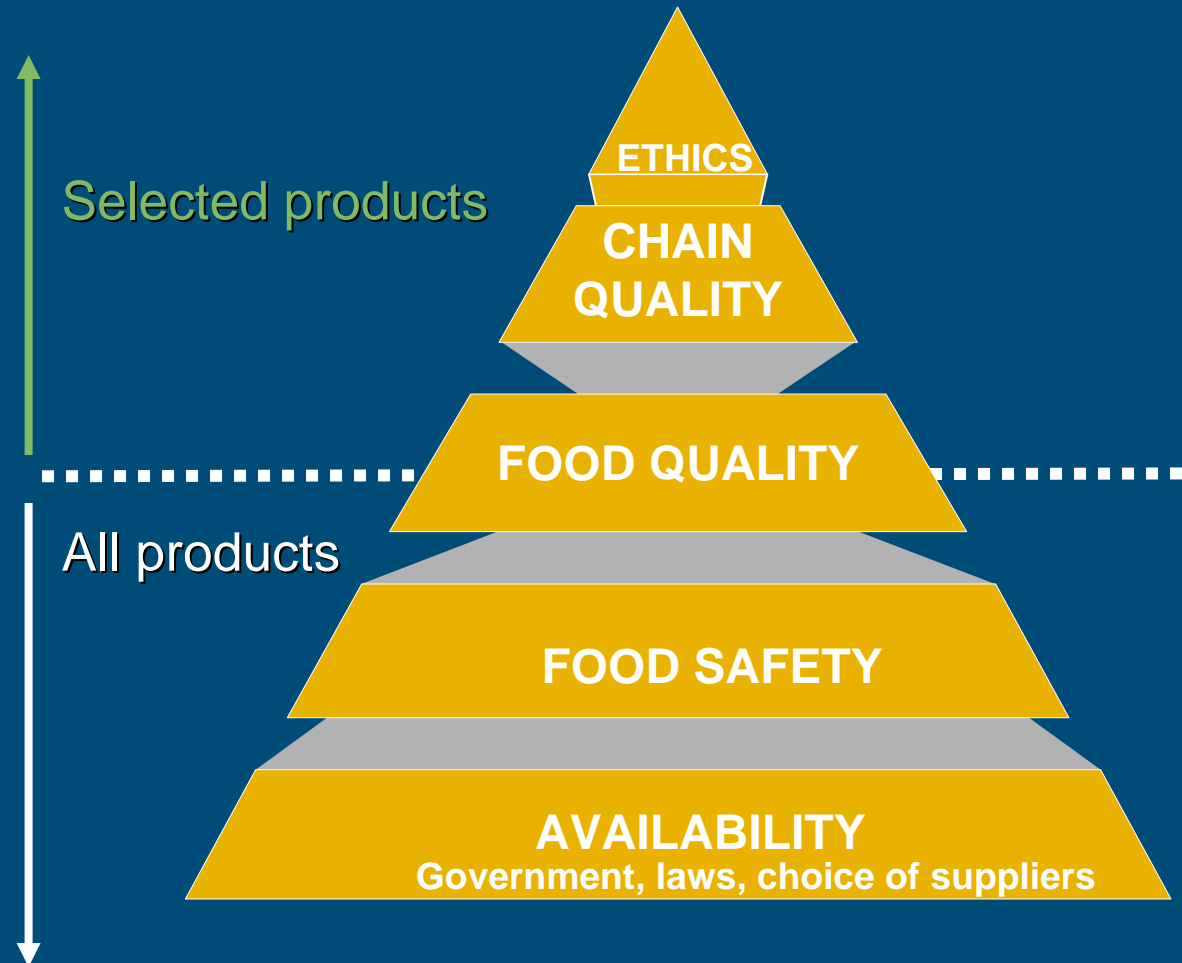 ETHICS
Selected products
CHAIN
QUALITY
FOOD QUALITY
All products
FOOD SAFETY
AVAILABILITY
Government, laws, choice of suppliers